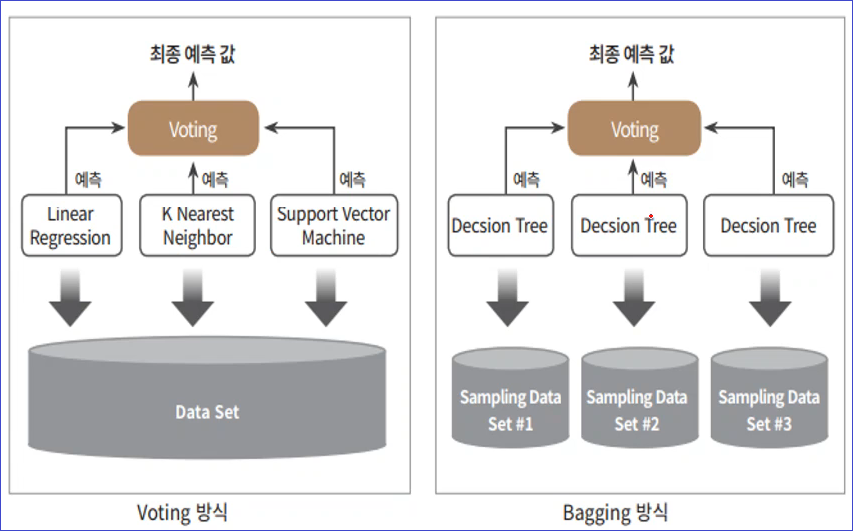 최종 예측 값
Voting
예측
예측
예측
Linear
Regression
K Nearest
Neighbor
Support Vector
Machine
Data Set
Voting 방식
최종 예측 값
Voting
예측
예측
예측
Decsion Tree
Decsion Tree
Decsion Tree
Sampling Data
Set #1
Sampling Data
Set #2
Sampling Data
Set #3
Bagging 방식